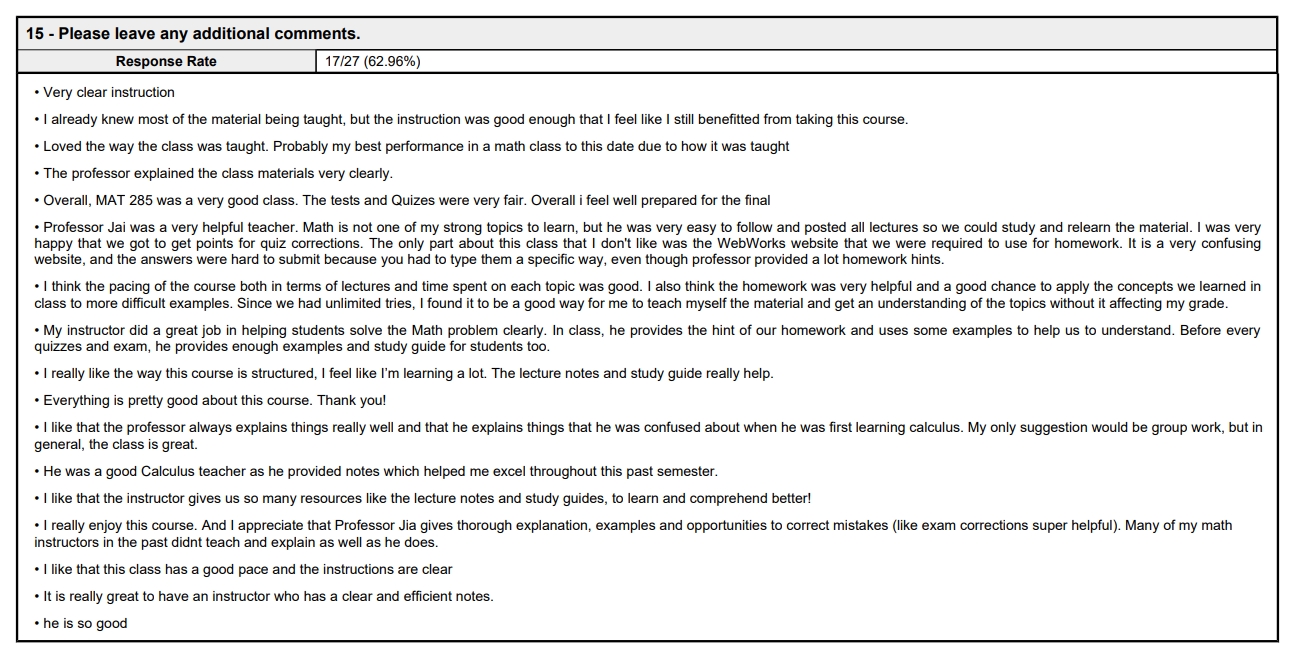 15 - Please leave any additional comments.
Response Rate 17/27 (62.96%)
• Very clear instruction
• I already knew most of the material being taught, but the instruction was good enough that I feel like I still benefitted from taking this course.
• Loved the way the class was taught. Probably my best performance in a math class to this date due to how it was taught
• The professor explained the class materials very clearly.
• Overall, MAT 285 was a very good class. The tests and Quizes were very fair. Overall i feel well prepared for the final
• Professor Jai was a very helpful teacher. Math is not one of my strong topics to learn, but he was very easy to follow and posted all lectures so we could study and relearn the material. I was very
happy that we got to get points for quiz corrections. The only part about this class that I don't like was the WebWorks website that we were required to use for homework. It is a very confusing
website, and the answers were hard to submit because you had to type them a specific way, even though professor provided a lot homework hints.
• I think the pacing of the course both in terms of lectures and time spent on each topic was good. I also think the homework was very helpful and a good chance to apply the concepts we learned in
class to more difficult examples. Since we had unlimited tries, I found it to be a good way for me to teach myself the material and get an understanding of the topics without it affecting my grade.
• My instructor did a great job in helping students solve the Math problem clearly. In class, he provides the hint of our homework and uses some examples to help us to understand. Before every
quizzes and exam, he provides enough examples and study guide for students too.
• I really like the way this course is structured, I feel like I'm learning a lot. The lecture notes and study guide really help.
• Everything is pretty good about this course. Thank you!
• I like that the professor always explains things really well and that he explains things that he was confused about when he was first learning calculus. My only suggestion would be group work, but in
general, the class is great.
• He was a good Calculus teacher as he provided notes which helped me excel throughout this past semester.
• I like that the instructor gives us so many resources like the lecture notes and study guides, to learn and comprehend better!
• I really enjoy this course. And I appreciate that Professor Jia gives thorough explanation, examples and opportunities to correct mistakes (like exam corrections super helpful). Many of my math
instructors in the past didnt teach and explain as well as he does.
• I like that this class has a good pace and the instructions are clear
• It is really great to have an instructor who has a clear and efficient notes.
• he is so good